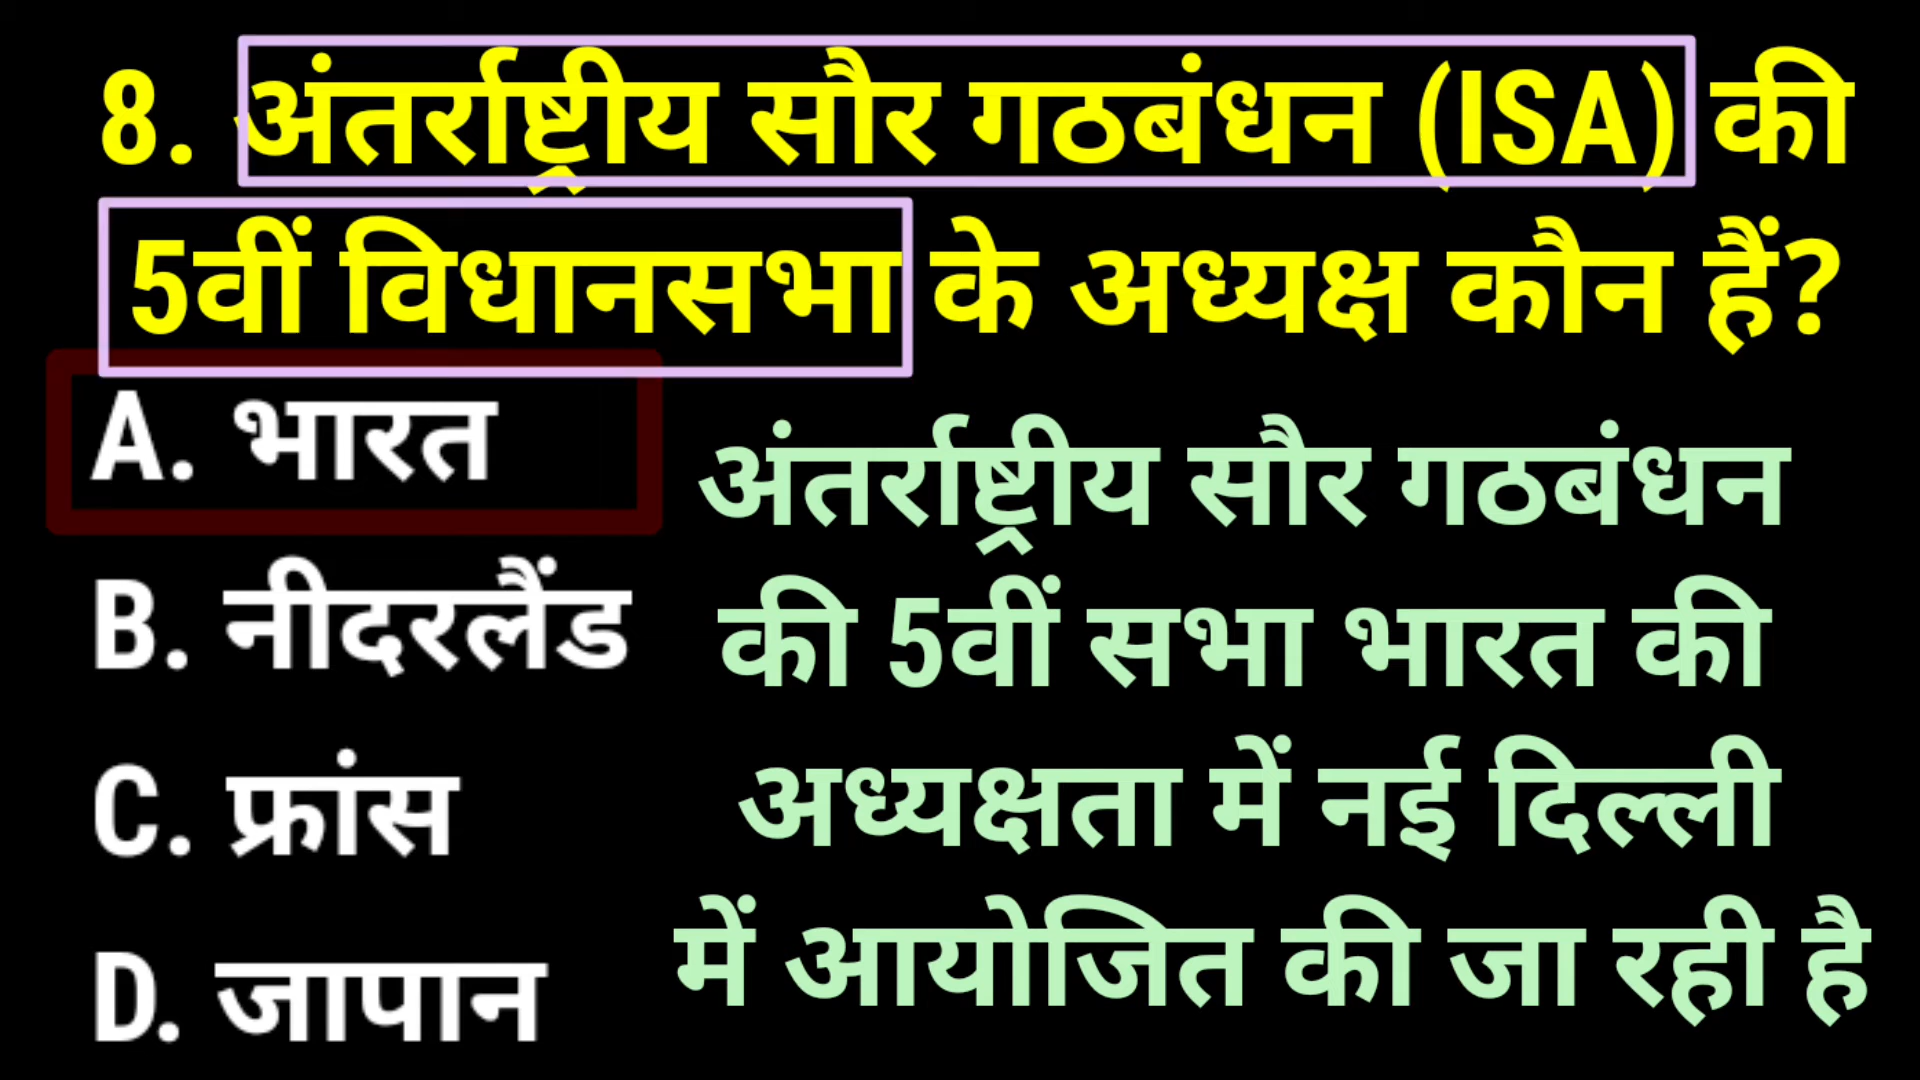 8. अंतर्राष्ट्रीय सौर गठबंधन (ISA) की
5वीं विधानसभा के अध्यक्ष कौन हैं?
A. भारत
B. नीदरलैंड
C. फ्रांस
D. जापान
अंतर्राष्ट्रीय सौर गठबंधन
की 5वीं सभा भारत की
अध्यक्षता में नई दिल्ली
में आयोजित की जा रही है